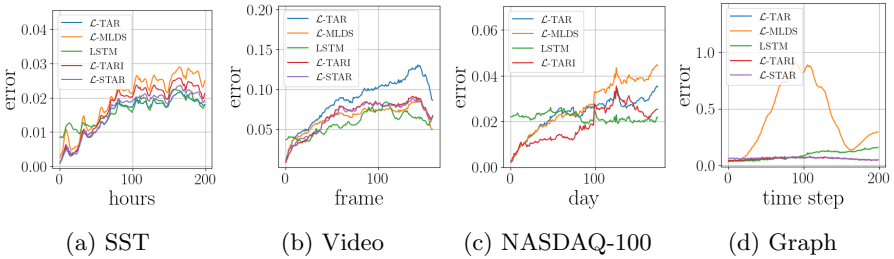 error
0.04
0.03
0.02
0.01
0.00
ℒ-TAR
ℒ-MLDS
LSTM
ℒ-TARI
ℒ-STAR
0
100
200
hours
(a) SST
error
0.20
0.15
0.10
0.05
ℒ-TAR
ℒ-MLDS
LSTM
ℒ-TARI
ℒ-STAR
0
100
frame
(b) Video
error
0.06
0.04
0.02
0.00
ℒ-TAR
ℒ-MLDS
LSTM
ℒ-TARI
0
100
day
(c) NASDAQ-100
error
1.0
0.5
0.0
ℒ-TAR
ℒ-MLDS
LSTM
ℒ-TARI
ℒ-STAR
0
100
200
time step
(d) Graph